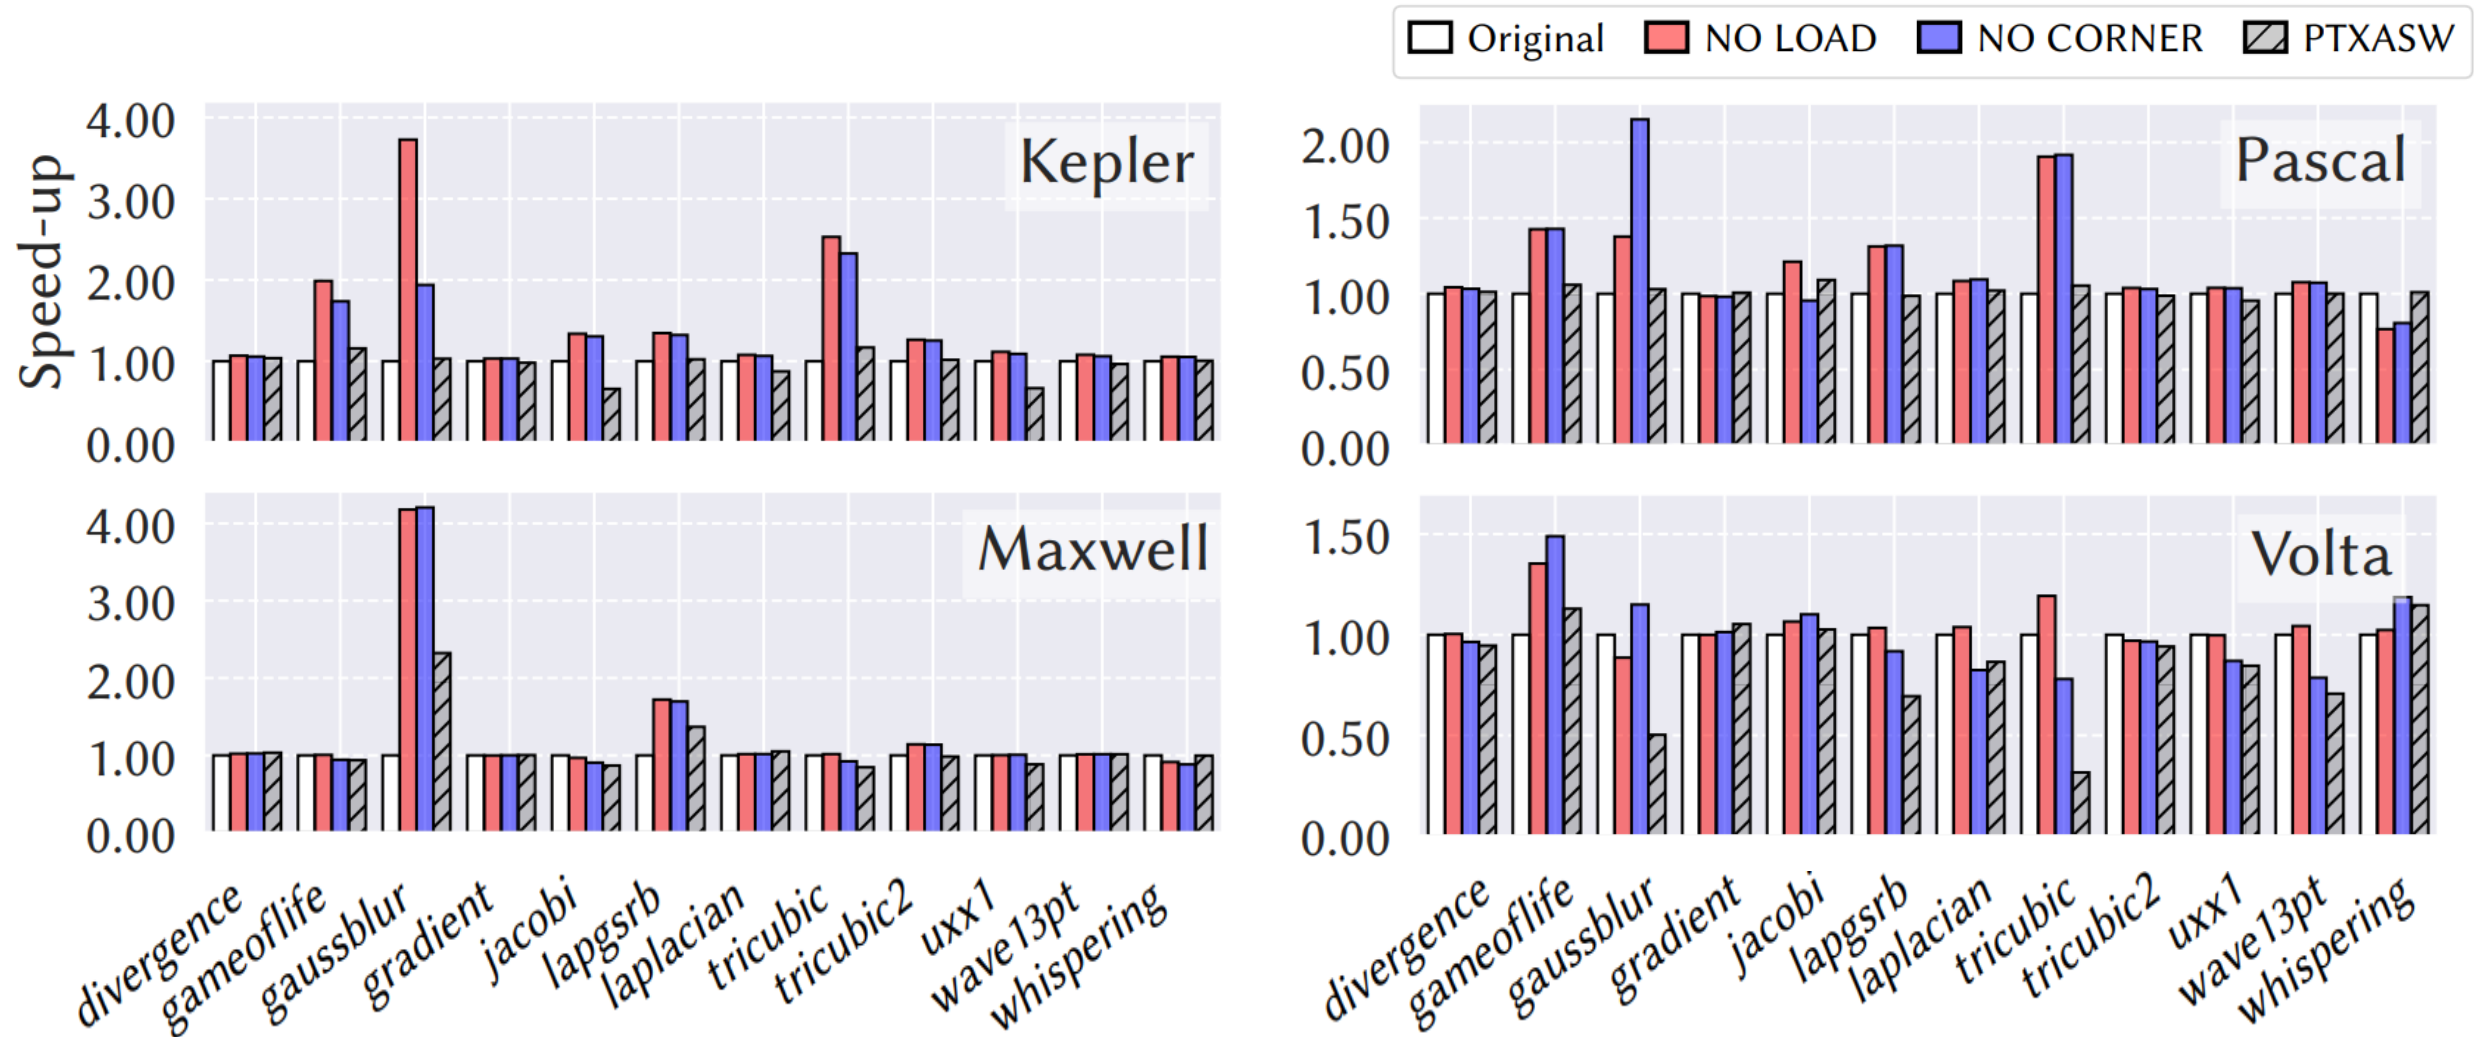 Original NO LOAD NO CORNER PTXASW
Speed-up
4.00
3.00
2.00
1.00
0.00
Kepler
2.00
1.50
1.00
0.50
0.00
Pascal
4.00
3.00
2.00
1.00
0.00
Maxwell
divergence
gameoflife
gaussblur
gradient
jacobi
lapgsrb
laplacian
tricubic
tricubic2
uxx1
wave13pt
whispering
1.50
1.00
0.50
0.00
Volta
divergence
gameoflife
gaussblur
gradient
jacobi
lapgsrb
laplacian
tricubic
tricubic2
uxx1
wave13pt
whispering